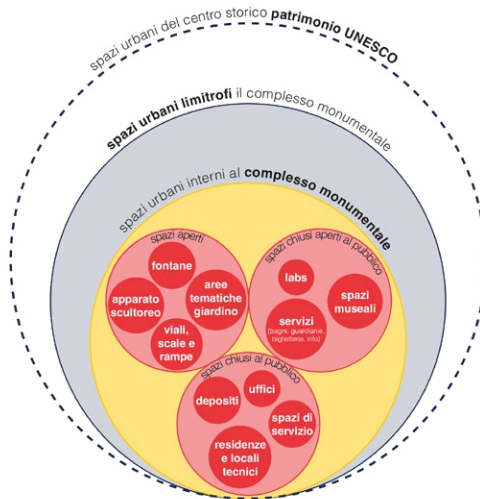 spazi urbani del centro storico patrimonio UNESCO
spazi urbani limitrofi il complesso monumentale
spazi urbani interni al complesso monumentale
spazi aperti
fontane
apparato
scultoreo
aree
tematiche
giardino
viali,
scale e
rampe
spazi chiusi aperti al pubblico
labs
spazi
museali
servizi
(bagni, guardianie,
biglietterie, info)
spazi chiusi al pubblico
depositi
uffici
spazi di
servizio
residenze
e locali
tecnici